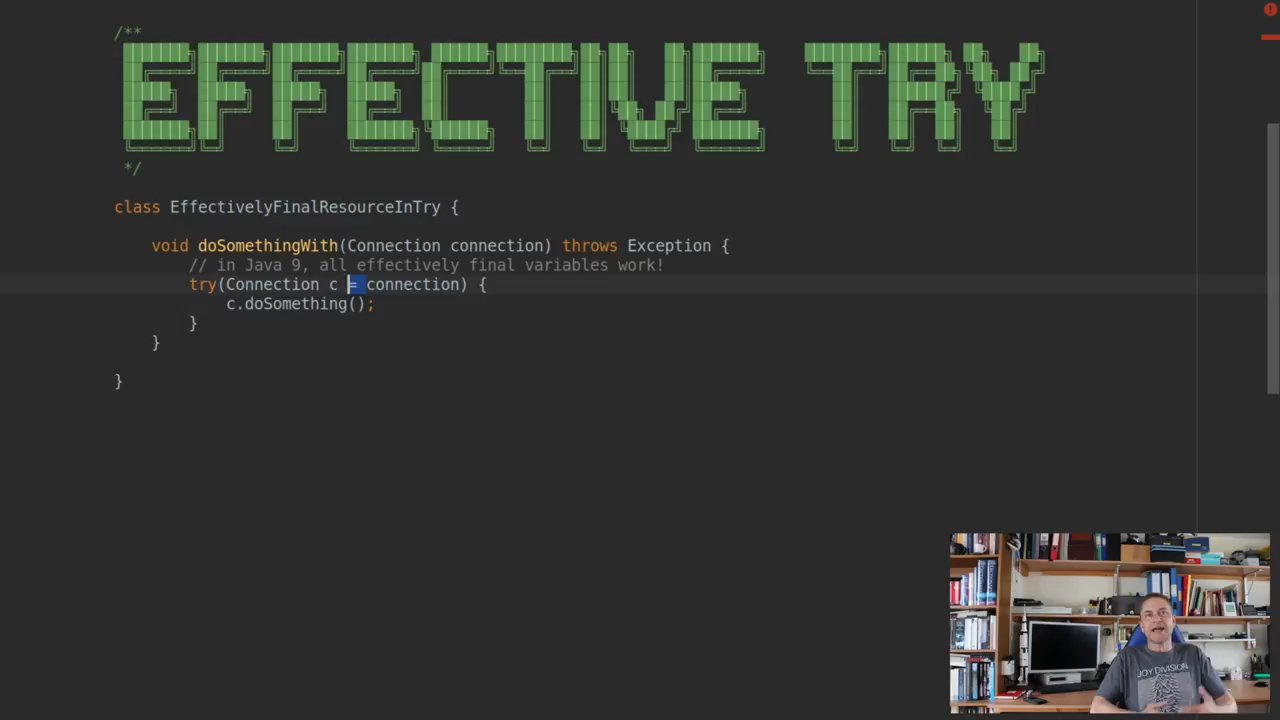 /**
EFFECTIVE TRY
*/
class EffectivelyFinalResourceInTry {
void doSomethingWith(Connection connection) throws Exception {
// in Java 9, all effectively final variables work!
try(Connection c = connection) {
c.doSomething();
}
}
}
JOY DIVISION